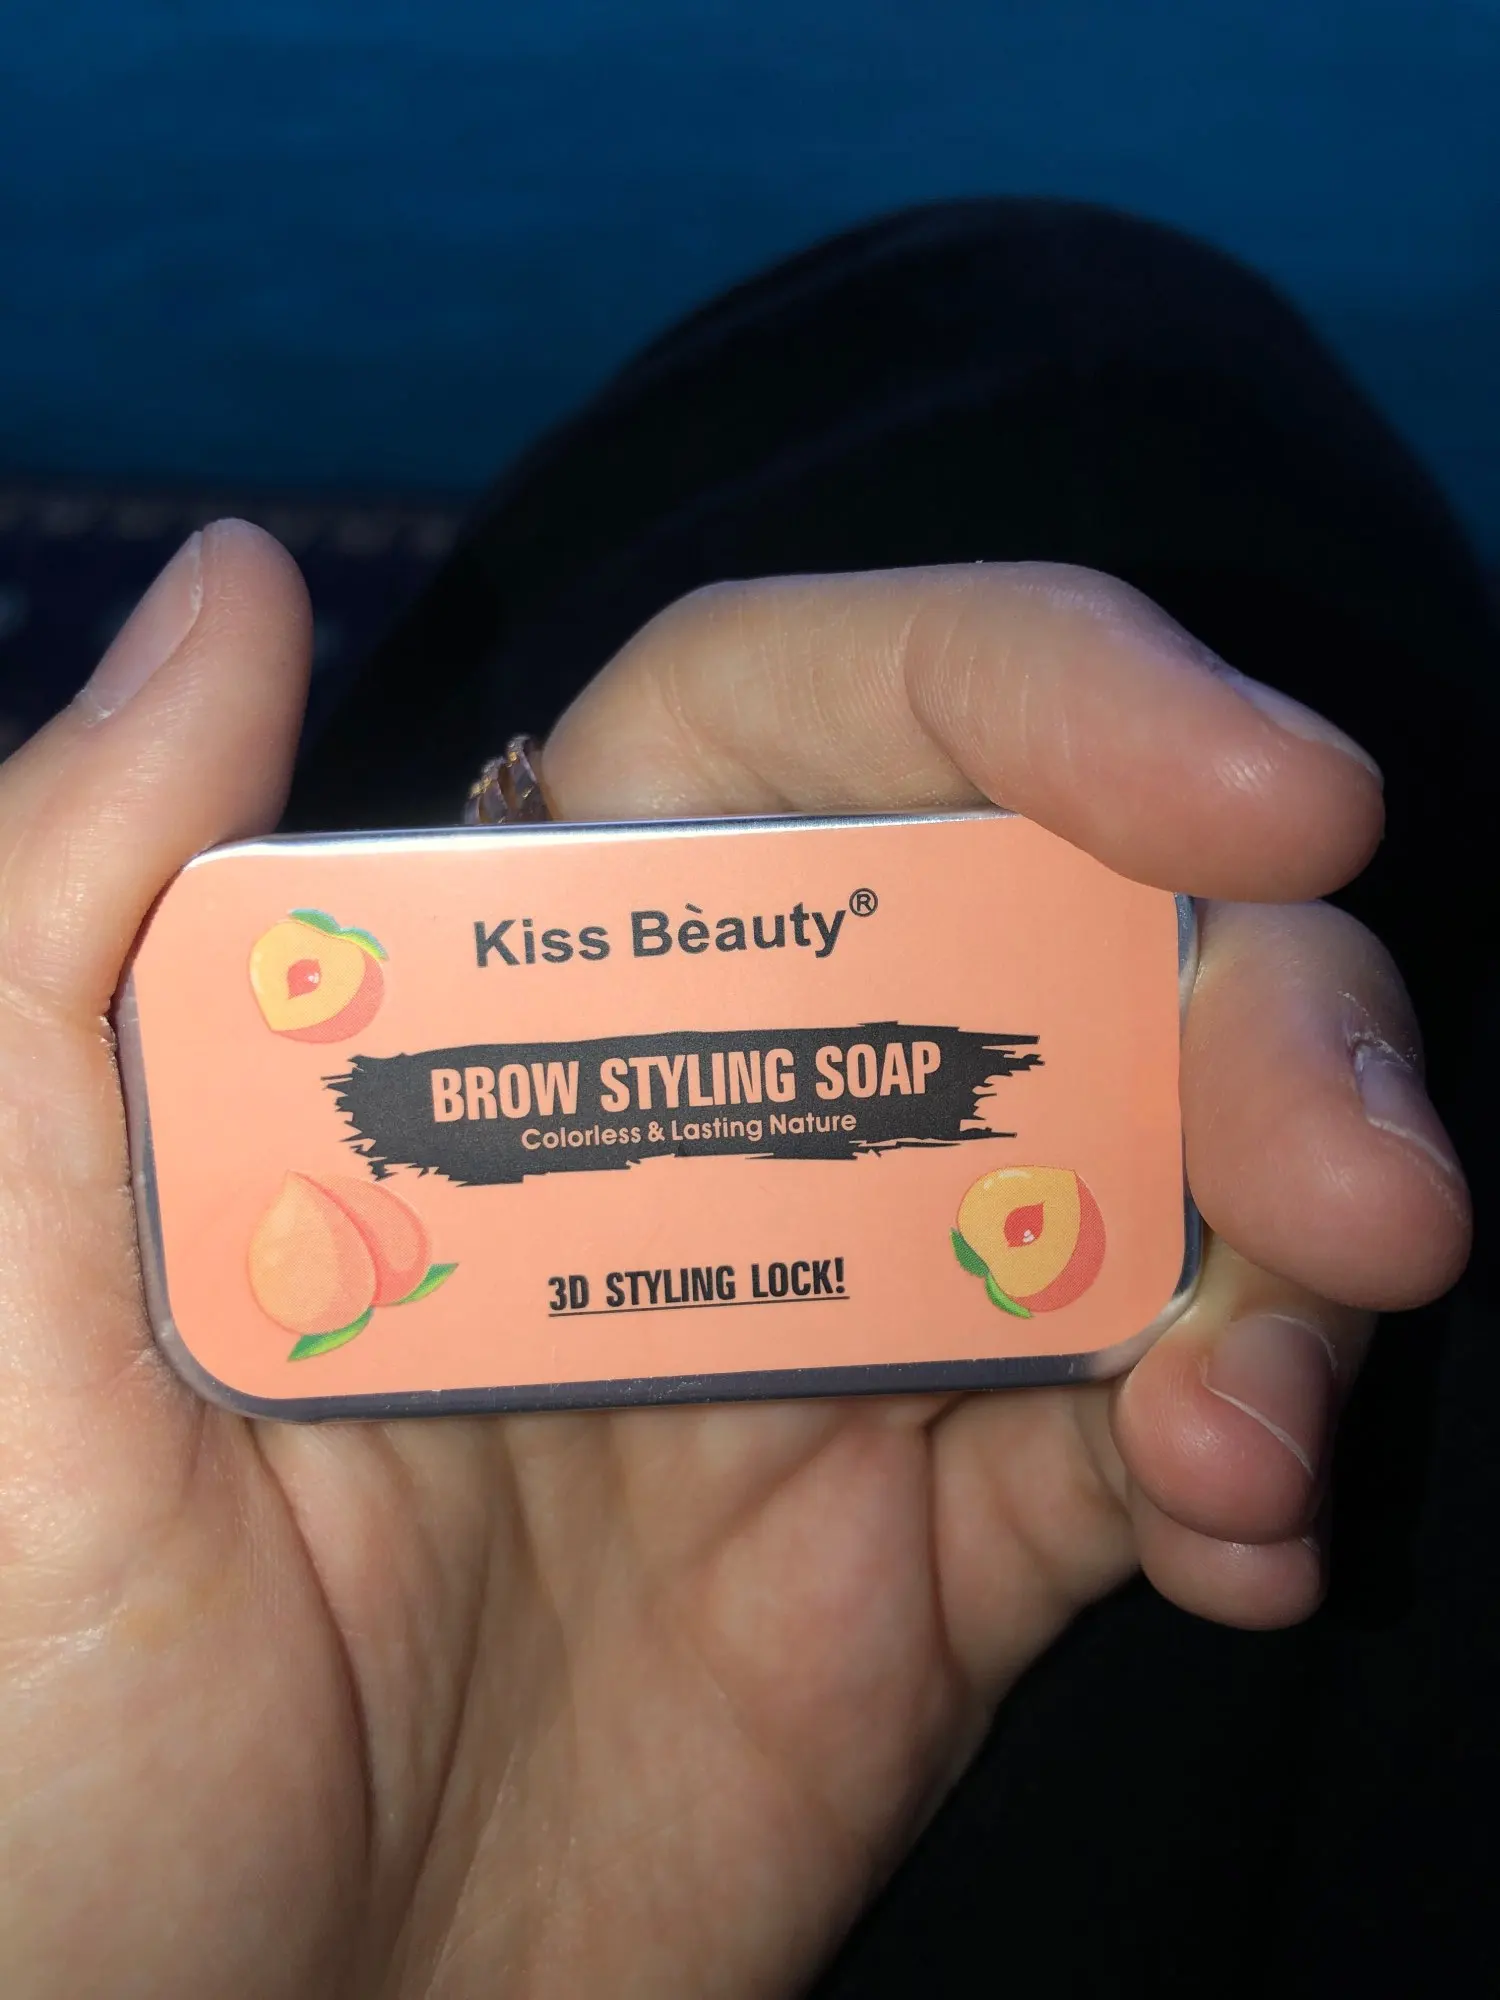 Kiss Bèauty®
BROW STYLING SOAP
Colorless & Lasting Nature
3D STYLING LOCK!